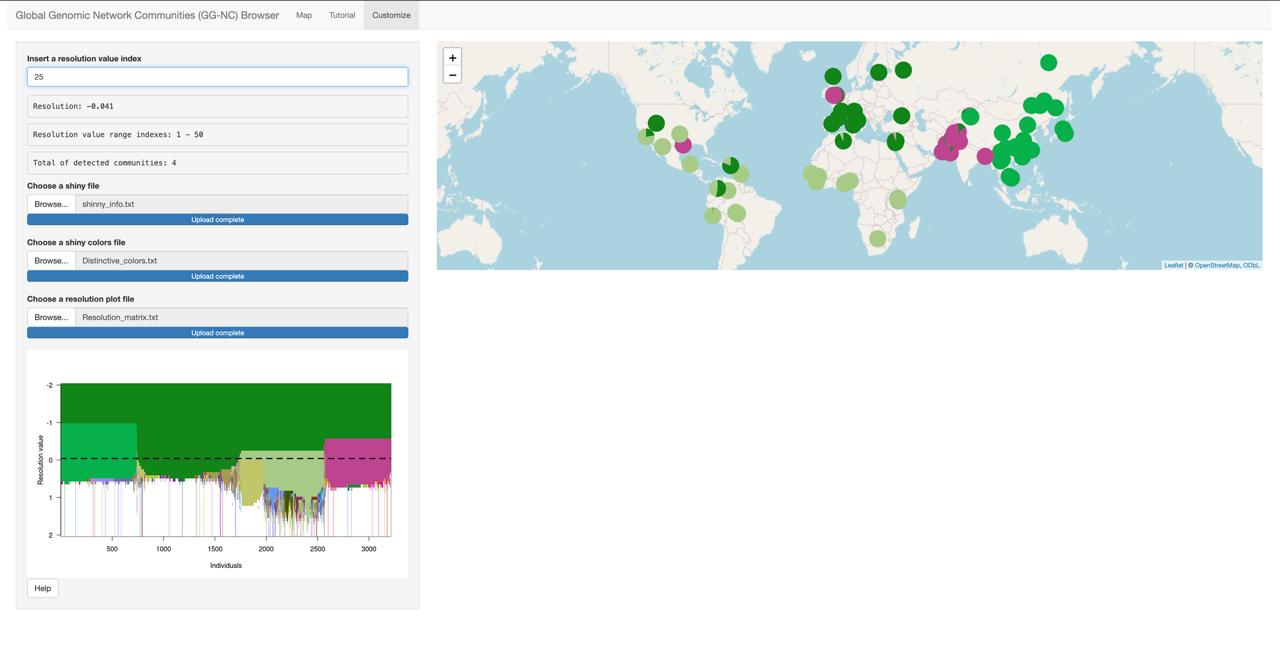 Global Genomic Network Communities (GG-NC) Browser Map Tutorial Customize
Insert a resolution value index
25
Resolution: -0.041
Resolution value range indexes: 1 - 50
Total of detected communities: 4
Choose a shiny file
Browse... shinny_info.txt
Upload complete
Choose a shiny colors file
Browse... Distinctive_colors.txt
Upload complete
Choose a resolution plot file
Browse... Resolution_matrix.txt
Upload complete
-2
-1
0
1
2
Resolution value
500 1000 1500 2000 2500 3000
Individuals
Help
+
−
Leaflet | © OpenStreetMap, ODbL